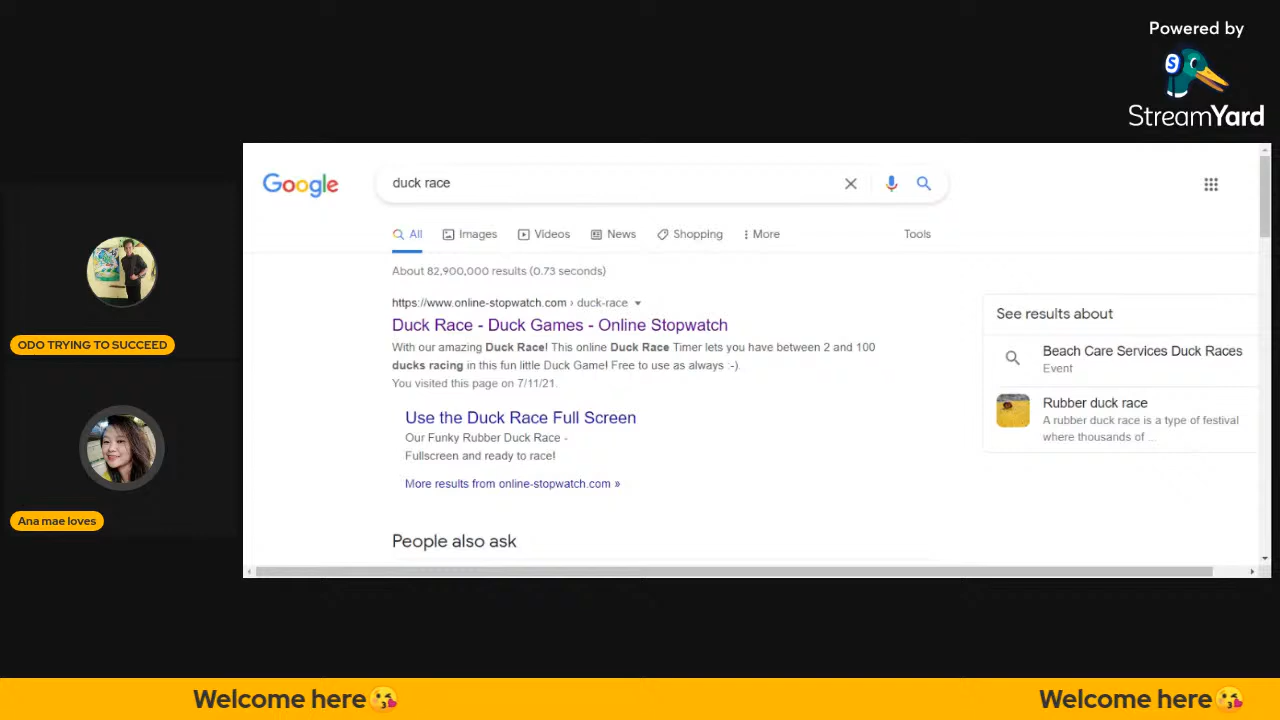 Powered by
StreamYard
ODO TRYING TO SUCCEED
Ana mae loves
Google
duck race
All Images Videos News Shopping More Tools
About 82,900,000 results (0.73 seconds)
https://www.online-stopwatch.com › duck-race
Duck Race - Duck Games - Online Stopwatch
With our amazing Duck Race! This online Duck Race Timer lets you have between 2 and 100
ducks racing in this fun little Duck Game! Free to use as always :-).
You visited this page on 7/11/21.
Use the Duck Race Full Screen
Our Funky Rubber Duck Race -
Fullscreen and ready to race!
More results from online-stopwatch.com »
People also ask
See results about
Beach Care Services Duck Races
Event
Rubber duck race
A rubber duck race is a type of festival
where thousands of ...
Welcome here😘 Welcome here😘